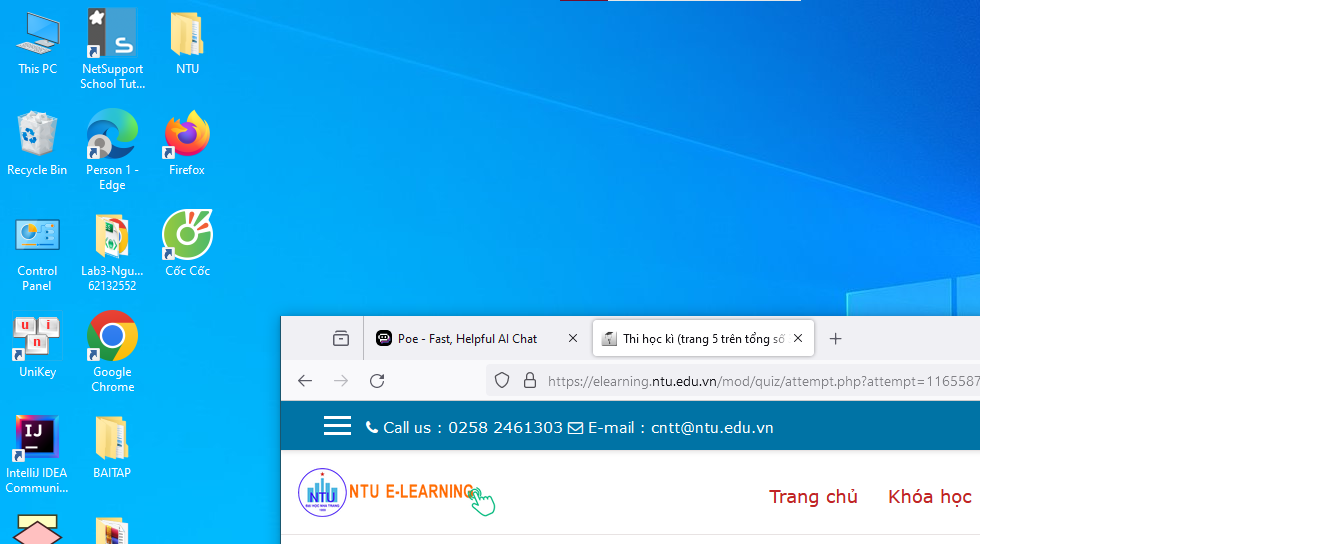 This PC
NetSupport
School Tut...
NTU
Recycle Bin
Person 1 -
Edge
Firefox
Control
Panel
Lab3-Ngu...
62132552
Cốc Cốc
UniKey
Google
Chrome
IntelliJ IDEA
Communi...
BAITAP
Poe - Fast, Helpful AI Chat
Thi học kì (trang 5 trên tổng số
https://elearning.ntu.edu.vn/mod/quiz/attempt.php?attempt=1165587
Call us : 0258 2461303 E-mail : cntt@ntu.edu.vn
NTU E-LEARNING
Trang chủ Khóa học